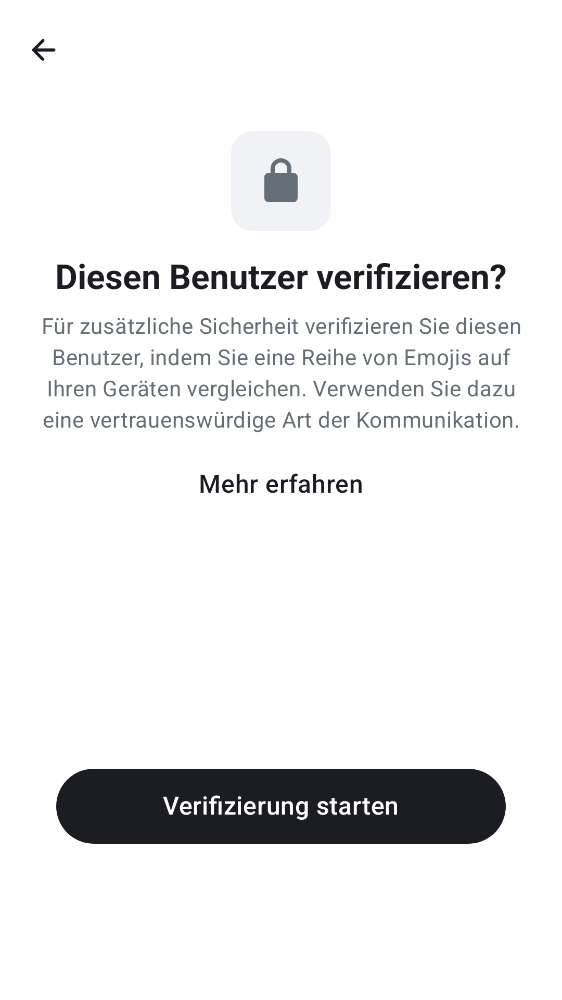 Diesen Benutzer verifizieren?
Für zusätzliche Sicherheit verifizieren Sie diesen
Benutzer, indem Sie eine Reihe von Emojis auf
Ihren Geräten vergleichen. Verwenden Sie dazu
eine vertrauenswürdige Art der Kommunikation.
Mehr erfahren
Verifizierung starten